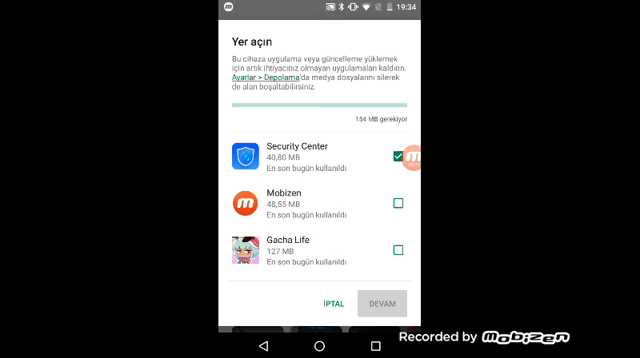 19:34
Yer açın
Bu cihaza uygulama veya güncelleme yüklemek
için artık ihtiyacınız olmayan uygulamaları kaldırın.
Ayarlar > Depolama'da medya dosyalarını silerek
de alan boşaltabilirsiniz.
154 MB gerekiyor
Security Center
40,80 MB
En son bugün kullanıldı
Mobizen
48,55 MB
En son bugün kullanıldı
Gacha Life
127 MB
En son bugün kullanıldı
İPTAL
DEVAM
Recorded by mobizen